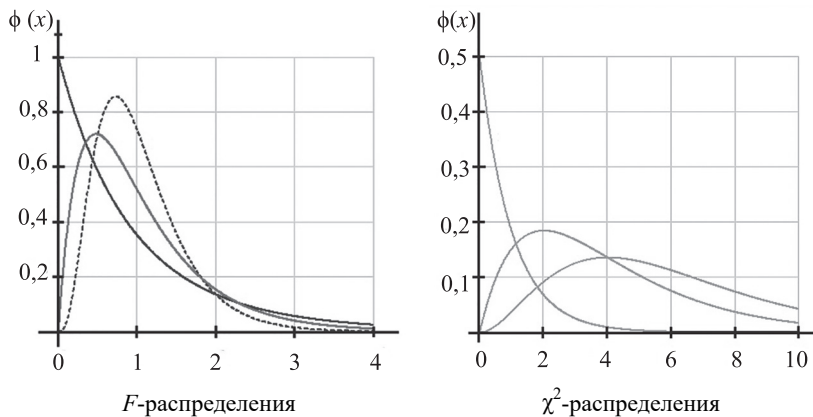 ϕ (x)
1
0,8
0,6
0,4
0,2
0 1 2 3 4
F-распределения
ϕ(x)
0,5
0,4
0,3
0,2
0,1
0 2 4 6 8 10
χ²-распределения